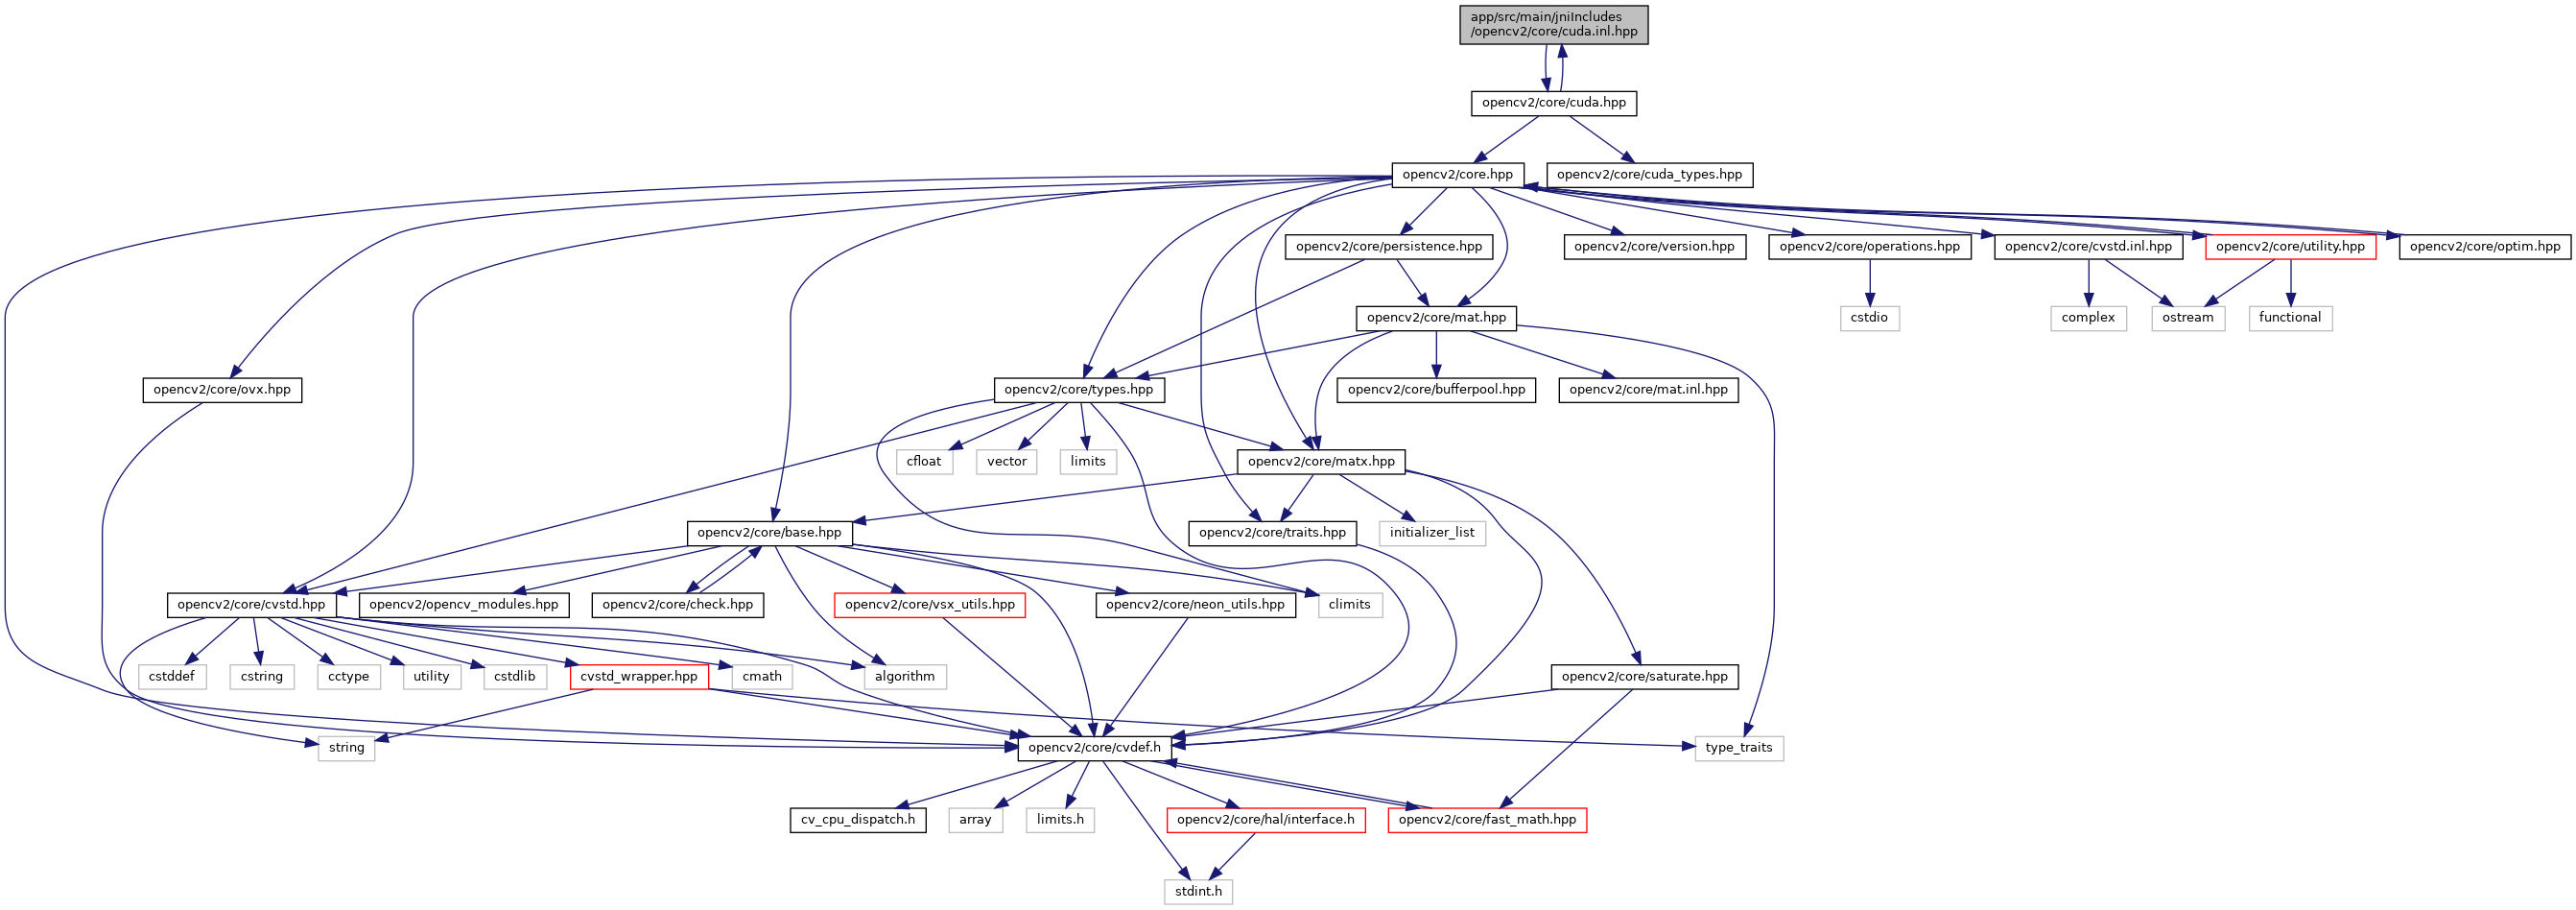 app/src/main/jniIncludes
/opencv2/core/cuda.inl.hpp
opencv2/core/cuda.hpp
opencv2/core.hpp
opencv2/core/cuda_types.hpp
opencv2/core/persistence.hpp
opencv2/core/version.hpp
opencv2/core/operations.hpp
opencv2/core/cvstd.inl.hpp
opencv2/core/utility.hpp
opencv2/core/optim.hpp
opencv2/core/mat.hpp
cstdio
complex
ostream
functional
opencv2/core/ovx.hpp
opencv2/core/types.hpp
opencv2/core/bufferpool.hpp
opencv2/core/mat.inl.hpp
cfloat
vector
limits
opencv2/core/matx.hpp
opencv2/core/base.hpp
opencv2/core/traits.hpp
initializer_list
opencv2/core/cvstd.hpp
opencv2/opencv_modules.hpp
opencv2/core/check.hpp
opencv2/core/vsx_utils.hpp
opencv2/core/neon_utils.hpp
climits
cstddef
cstring
cctype
utility
cstdlib
cvstd_wrapper.hpp
cmath
algorithm
opencv2/core/saturate.hpp
string
opencv2/core/cvdef.h
type_traits
cv_cpu_dispatch.h
array
limits.h
opencv2/core/hal/interface.h
opencv2/core/fast_math.hpp
stdint.h